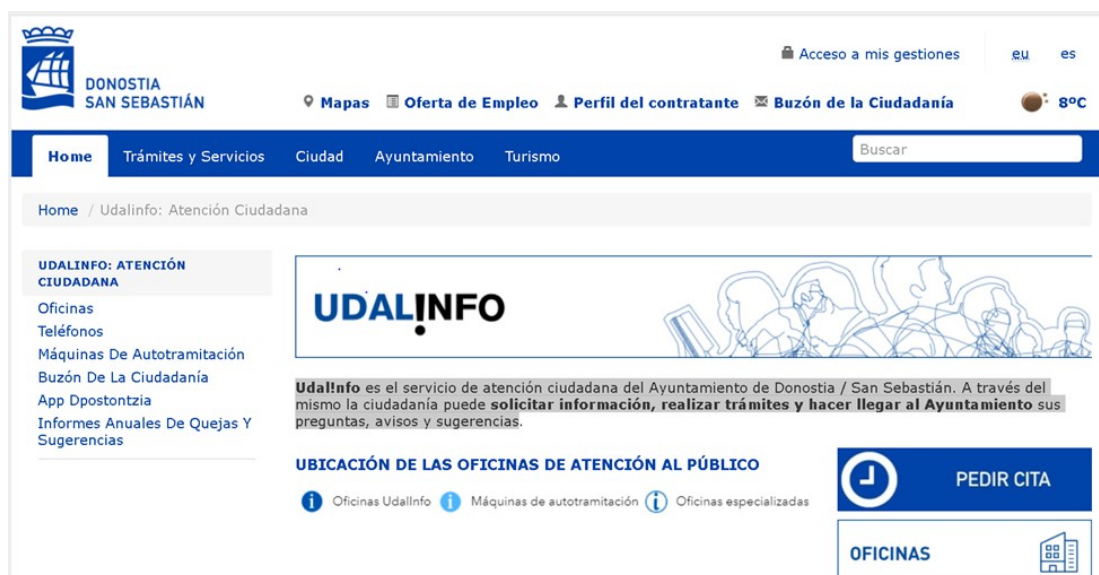 DONOSTIA
SAN SEBASTIÁN
Acceso a mis gestiones
eu
es
Mapas
Oferta de Empleo
Perfil del contratante
Buzón de la Ciudadanía
8ºC
Home
Trámites y Servicios
Ciudad
Ayuntamiento
Turismo
Buscar
Home / Udalinfo: Atención Ciudadana
UDALINFO: ATENCIÓN
CIUDADANA
Oficinas
Teléfonos
Máquinas De Autotramitación
Buzón De La Ciudadanía
App Dpostontzia
Informes Anuales De Quejas Y
Sugerencias
UDAL!NFO
Udal!nfo es el servicio de atención ciudadana del Ayuntamiento de Donostia / San Sebastián. A través del
mismo la ciudadanía puede solicitar información, realizar trámites y hacer llegar al Ayuntamiento sus
preguntas, avisos y sugerencias.
UBICACIÓN DE LAS OFICINAS DE ATENCIÓN AL PÚBLICO
Oficinas UdalInfo
Máquinas de autotramitación
Oficinas especializadas
PEDIR CITA
OFICINAS